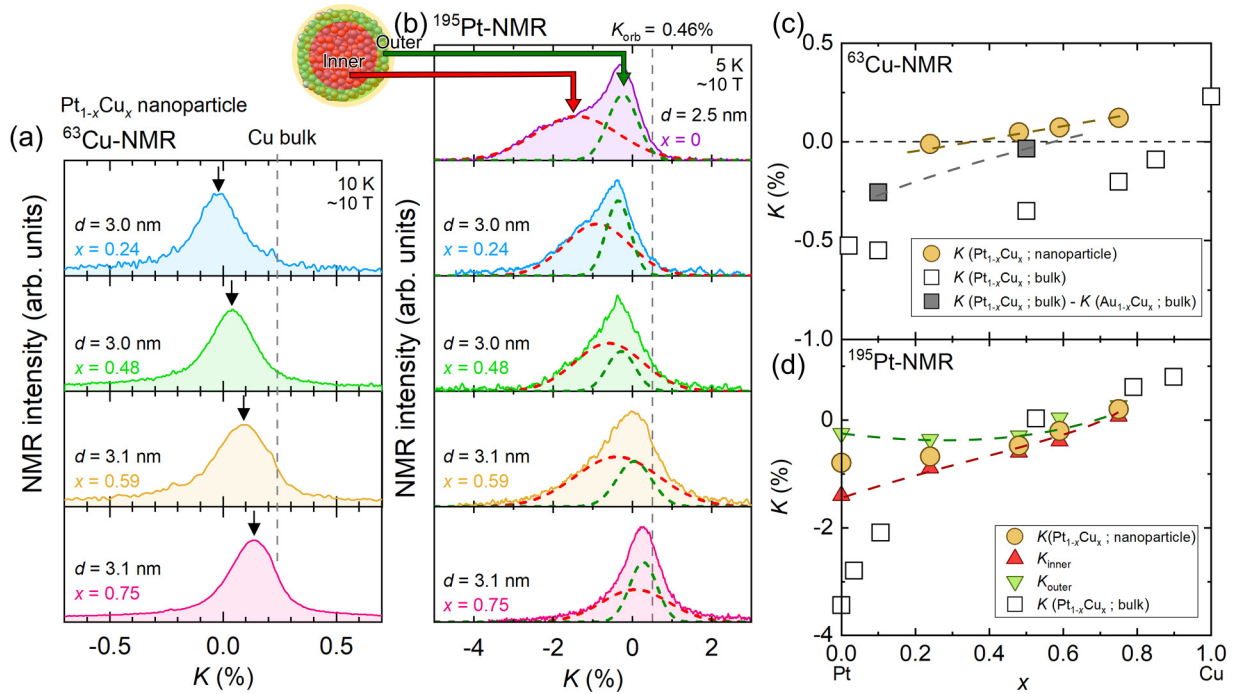 (a)
Pt1-xCux nanoparticle
63Cu-NMR
Cu bulk
10 K
~10 T
d = 3.0 nm
x = 0.24
d = 3.0 nm
x = 0.48
d = 3.1 nm
x = 0.59
d = 3.1 nm
x = 0.75
NMR intensity (arb. units)
-0.5
0.0
0.5
K (%)
Outer
Inner
(b)
195Pt-NMR
Korb = 0.46%
5 K
~10 T
d = 2.5 nm
x = 0
d = 3.0 nm
x = 0.24
d = 3.0 nm
x = 0.48
d = 3.1 nm
x = 0.59
d = 3.1 nm
x = 0.75
NMR intensity (arb. units)
-4
-2
0
2
K (%)
(c)
63Cu-NMR
0.5
0.0
-0.5
-1.0
K (%)
K (Pt1-xCux ; nanoparticle)
K (Pt1-xCux ; bulk)
K (Pt1-xCux ; bulk) - K (Au1-xCux ; bulk)
(d)
195Pt-NMR
0
-2
-4
K (%)
K(Pt1-xCux ; nanoparticle)
Kinner
Kouter
K (Pt1-xCux ; bulk)
0.0
0.2
0.4
0.6
0.8
1.0
Pt
x
Cu